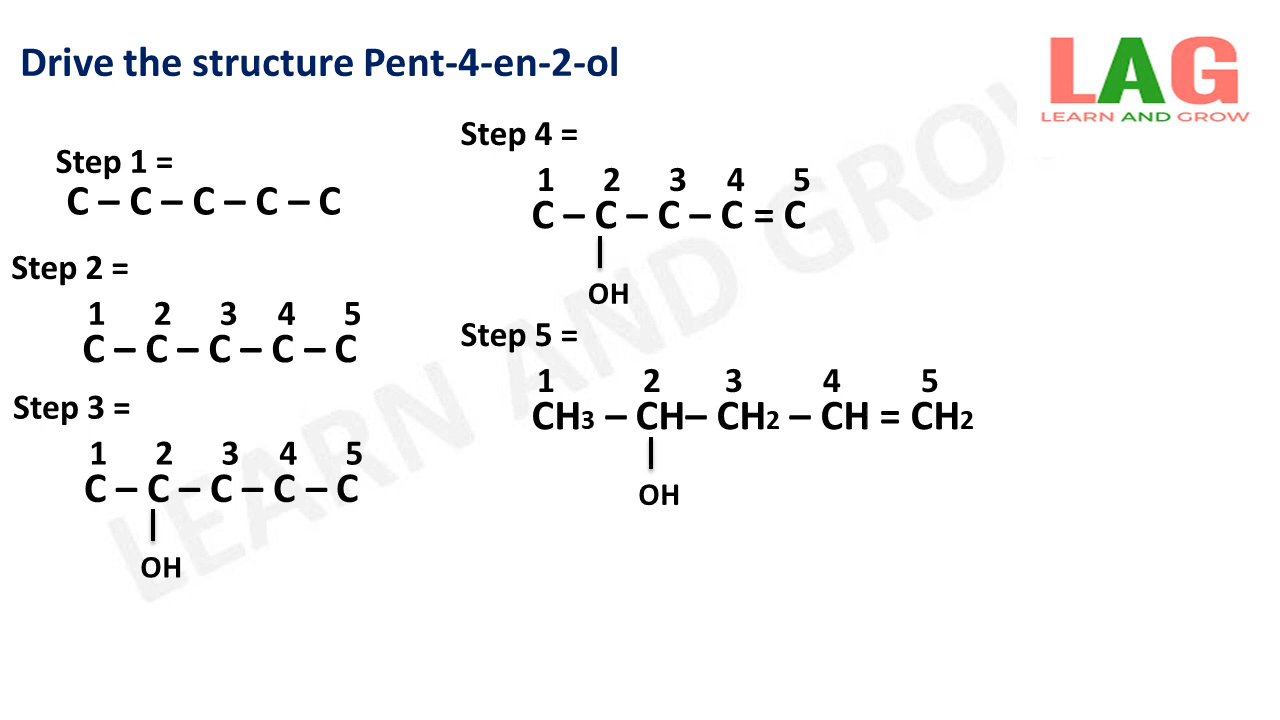 Drive the structure Pent-4-en-2-ol
LAG
LEARN AND GROW
Step 1 =
C – C – C – C – C
Step 2 =
1 2 3 4 5
C – C – C – C – C
Step 3 =
1 2 3 4 5
C – C – C – C – C
|
OH
Step 4 =
1 2 3 4 5
C – C – C – C = C
|
OH
Step 5 =
1 2 3 4 5
CH3 – CH– CH2 – CH = CH2
|
OH
LEARN AND GROW